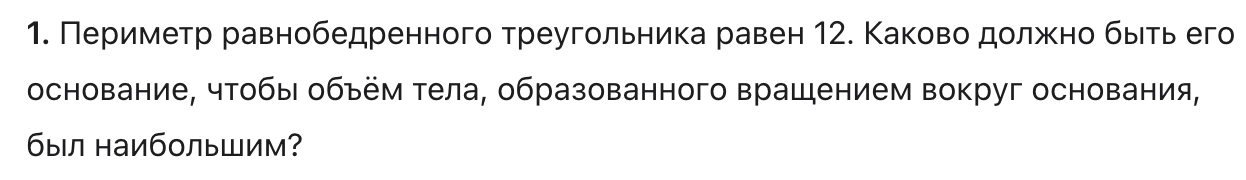 1. Периметр равнобедренного треугольника равен 12. Каково должно быть его
основание, чтобы объём тела, образованного вращением вокруг основания,
был наибольшим?